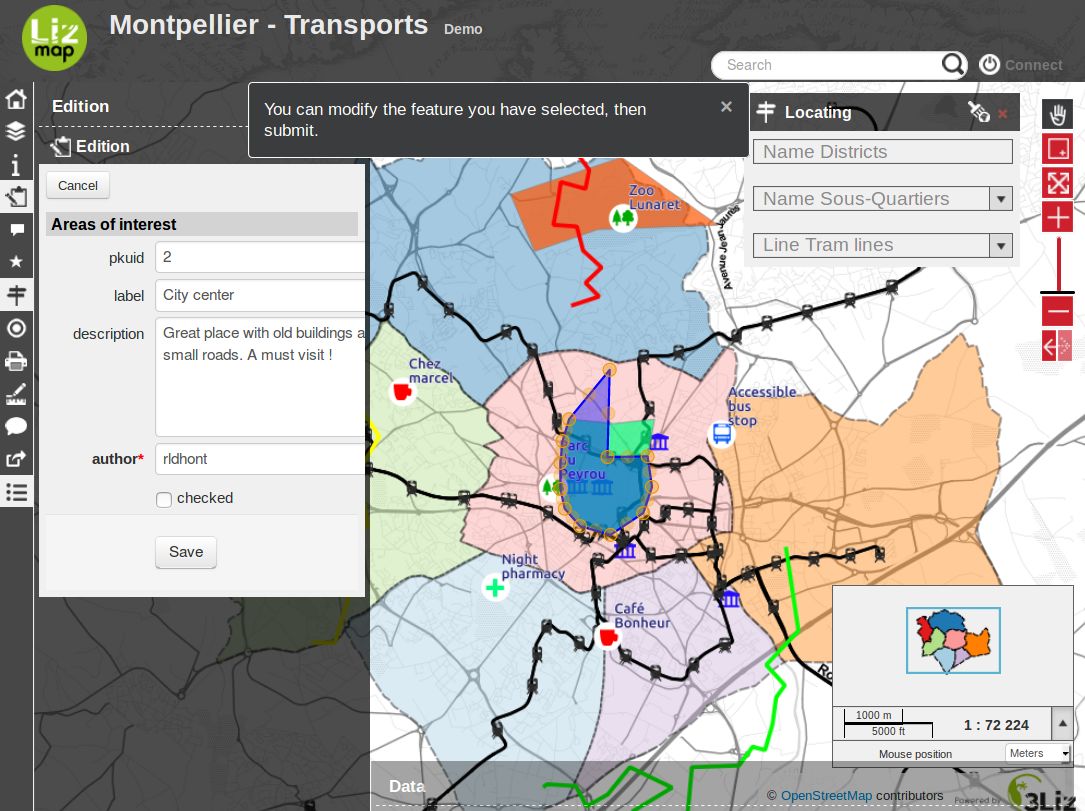 Liz
map
Montpellier - Transports Demo
Search
Connect
Edition
You can modify the feature you have selected, then
submit.
Locating
Edition
Cancel
Areas of interest
pkuid 2
label City center
description Great place with old buildings a
small roads. A must visit !
author* rldhont
checked
Save
Name Districts
Name Sous-Quartiers
Line Tram lines
Zoo
Lunaret
Avenue Jean
Chez
marcel
Accessible
bus
stop
Parc
du
Peyrou
Night
pharmacy
Café
Bonheur
1000 m
5000 ft
1 : 72 224
Mouse position Meters
Data
© OpenStreetMap contributors
Powered by
3Liz